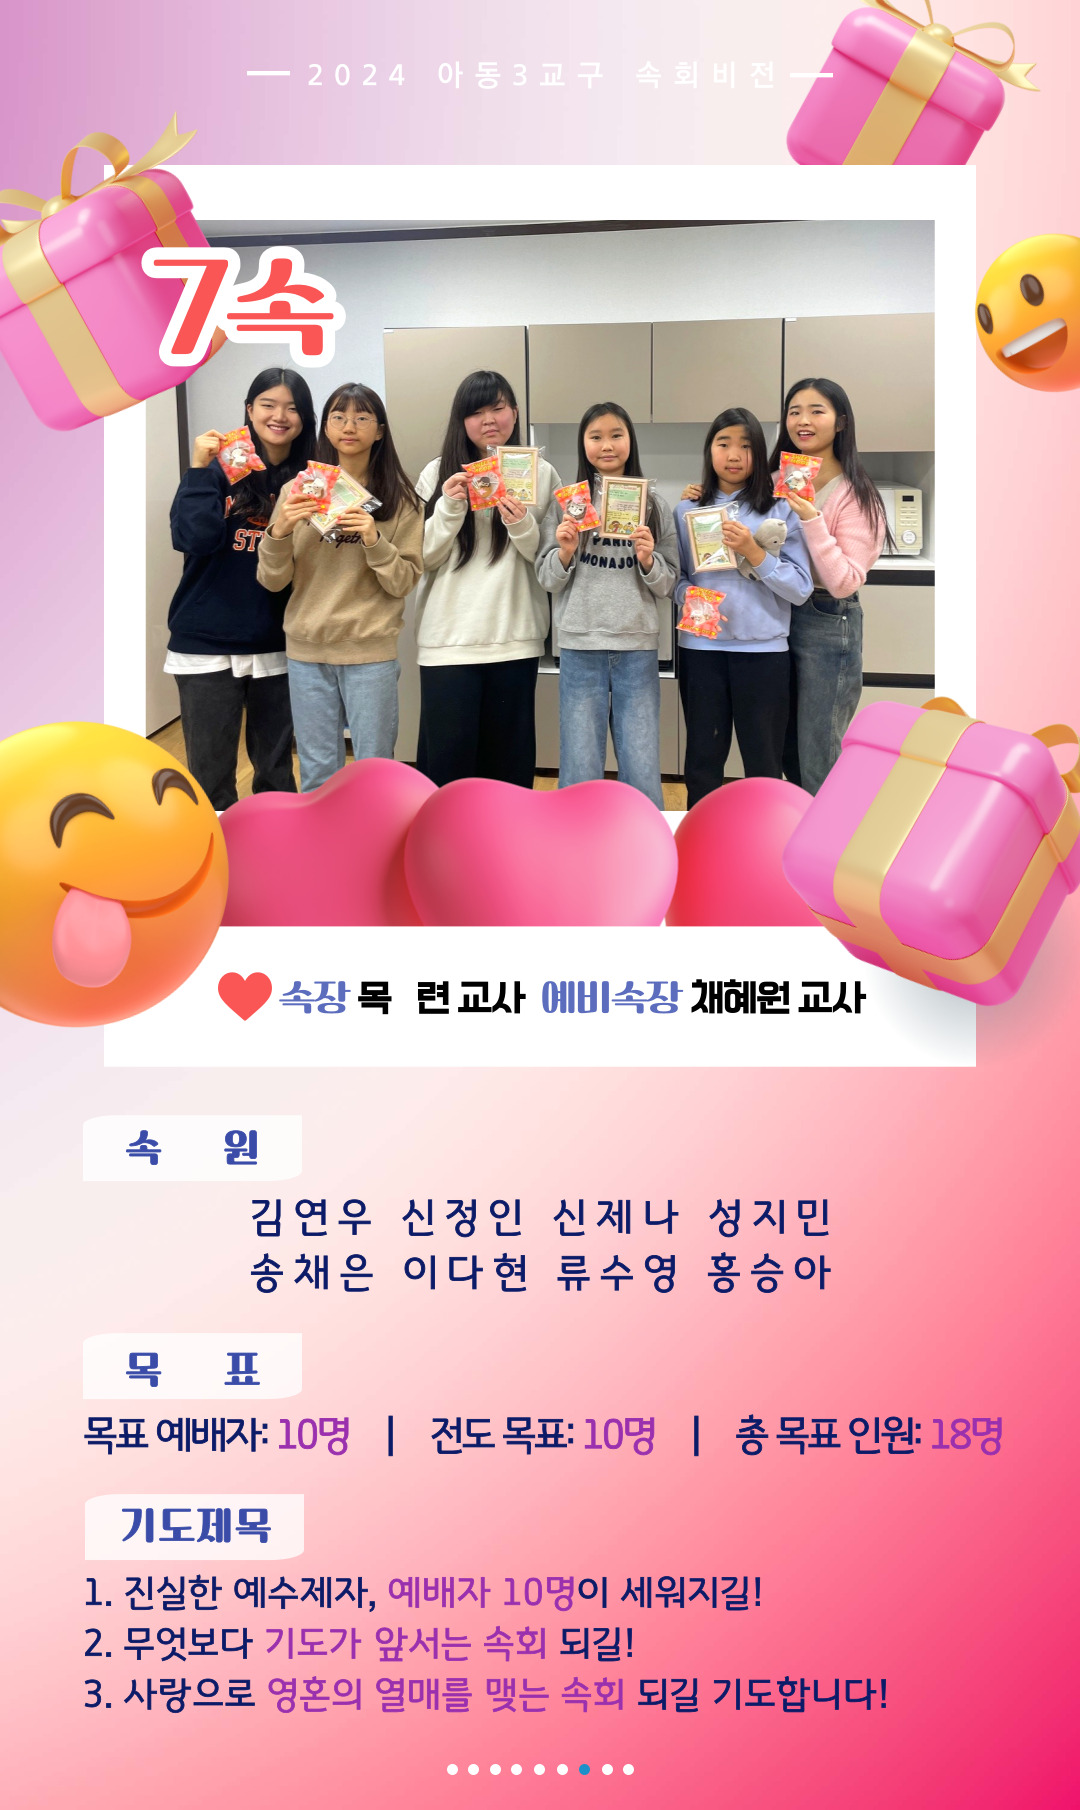 2024 아동3교구 속회비전
7속
PARIS
MONAJO
속장 목 련 교사 예비속장 채혜원 교사
속 원
김연우 신정인 신제나 성지민
송채은 이다현 류수영 홍승아
목 표
목표 예배자: 10명 | 전도 목표: 10명 | 총 목표 인원: 18명
기도제목
1. 진실한 예수제자, 예배자 10명이 세워지길!
2. 무엇보다 기도가 앞서는 속회 되길!
3. 사랑으로 영혼의 열매를 맺는 속회 되길 기도합니다!